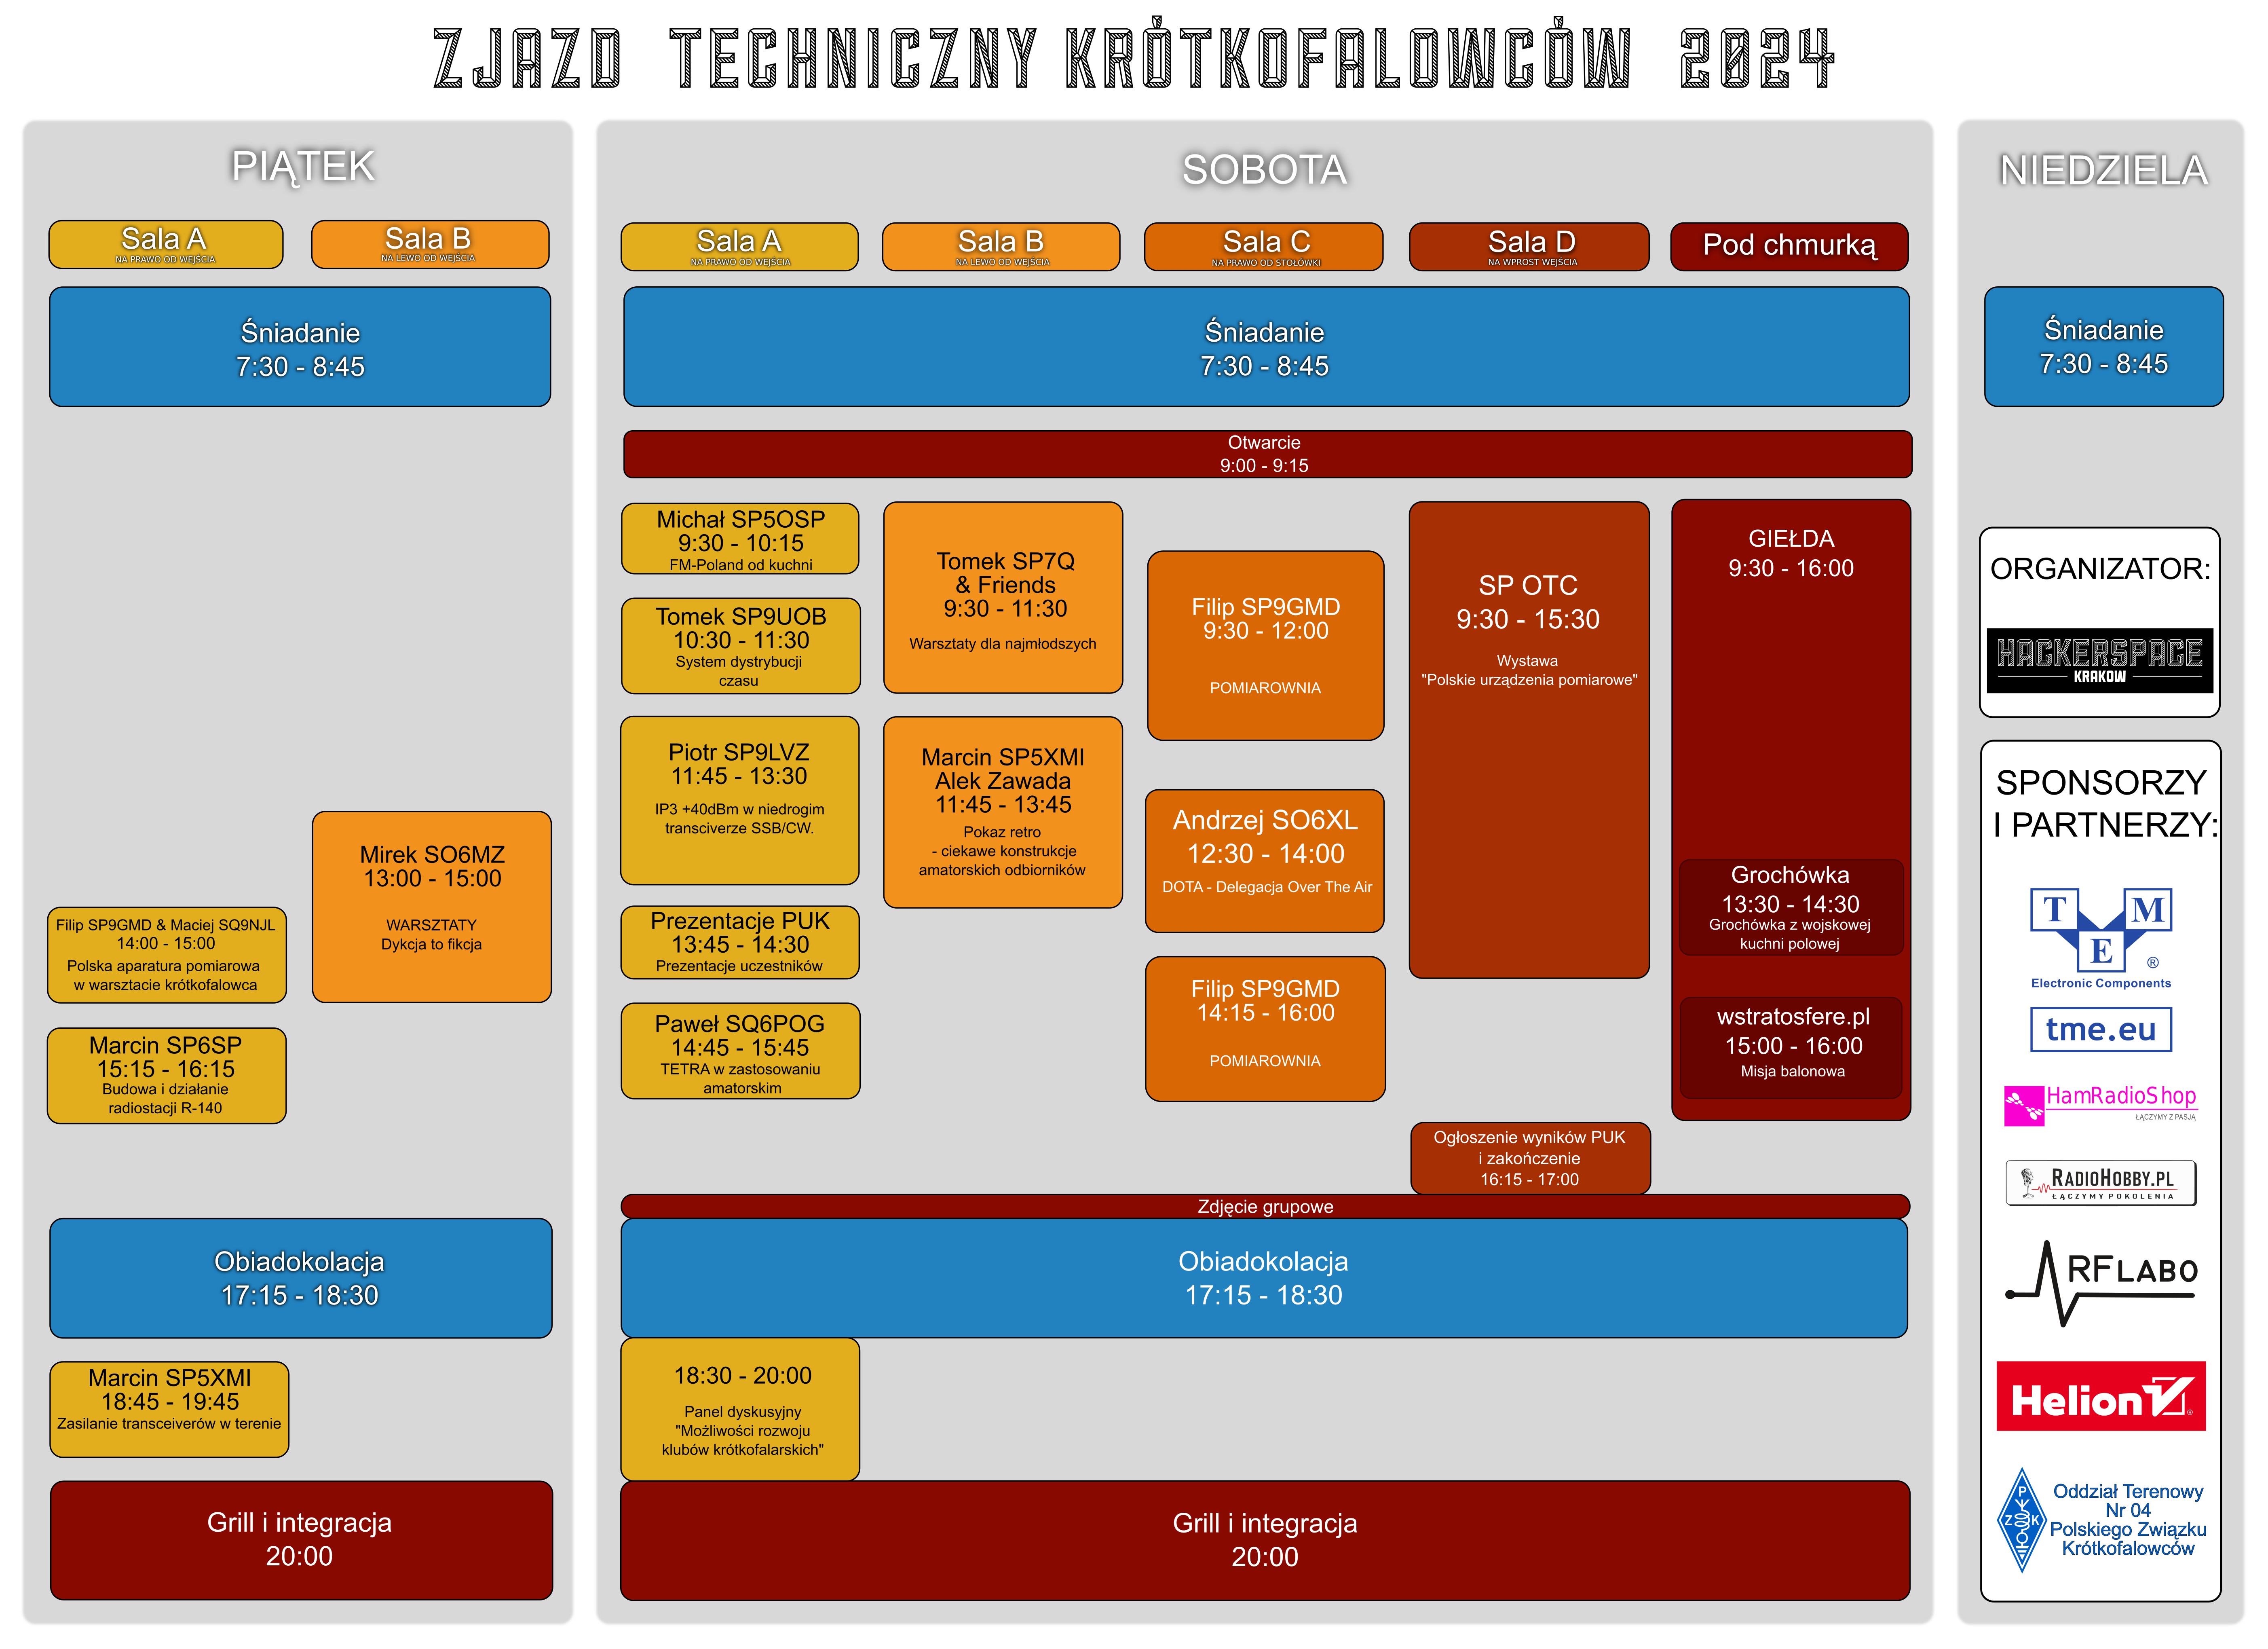 ZJAZD TECHNICZNY KRÓTKOFALOWCÓW 2024
PIĄTEK
Sala A
NA PRAWO OD WEJŚCIA
Sala B
NA LEWO OD WEJŚCIA
Śniadanie
7:30 - 8:45
Filip SP9GMD & Maciej SQ9NJL
14:00 - 15:00
Polska aparatura pomiarowa
w warsztacie krótkofalowca
Marcin SP6SP
15:15 - 16:15
Budowa i działanie
radiostacji R-140
Mirek SO6MZ
13:00 - 15:00
WARSZTATY
Dykcja to fikcja
Obiadokolacja
17:15 - 18:30
Marcin SP5XMI
18:45 - 19:45
Zasilanie transceiverów w terenie
Grill i integracja
20:00
SOBOTA
Sala A
NA PRAWO OD WEJŚCIA
Sala B
NA LEWO OD WEJŚCIA
Sala C
NA PRAWO OD STOŁÓWKI
Sala D
NA WPROST WEJŚCIA
Pod chmurką
Śniadanie
7:30 - 8:45
Otwarcie
9:00 - 9:15
Michał SP5OSP
9:30 - 10:15
FM-Poland od kuchni
Tomek SP9UOB
10:30 - 11:30
System dystrybucji
czasu
Piotr SP9LVZ
11:45 - 13:30
IP3 +40dBm w niedrogim
transciverze SSB/CW.
Prezentacje PUK
13:45 - 14:30
Prezentacje uczestników
Paweł SQ6POG
14:45 - 15:45
TETRA w zastosowaniu
amatorskim
Tomek SP7Q
& Friends
9:30 - 11:30
Warsztaty dla najmłodszych
Marcin SP5XMI
Alek Zawada
11:45 - 13:45
Pokaz retro
- ciekawe konstrukcje
amatorskich odbiorników
Filip SP9GMD
9:30 - 12:00
POMIAROWNIA
Andrzej SO6XL
12:30 - 14:00
DOTA - Delegacja Over The Air
Filip SP9GMD
14:15 - 16:00
POMIAROWNIA
SP OTC
9:30 - 15:30
Wystawa
"Polskie urządzenia pomiarowe"
Ogłoszenie wyników PUK
i zakończenie
16:15 - 17:00
GIEŁDA
9:30 - 16:00
Grochówka
13:30 - 14:30
Grochówka z wojskowej
kuchni polowej
wstratosfere.pl
15:00 - 16:00
Misja balonowa
Zdjęcie grupowe
Obiadokolacja
17:15 - 18:30
18:30 - 20:00
Panel dyskusyjny
"Możliwości rozwoju
klubów krótkofalarskich"
Grill i integracja
20:00
NIEDZIELA
Śniadanie
7:30 - 8:45
ORGANIZATOR:
HACKERSPACE
KRAKOW
SPONSORZY
I PARTNERZY:
T M
E ®
Electronic Components
tme.eu
HamRadioShop
ŁĄCZYMY Z PASJĄ
RADIOHOBBY.PL
ŁĄCZYMY POKOLENIA
RFLABO
Helion ®
P
Z K
Oddział Terenowy
Nr 04
Polskiego Związku
Krótkofalowców